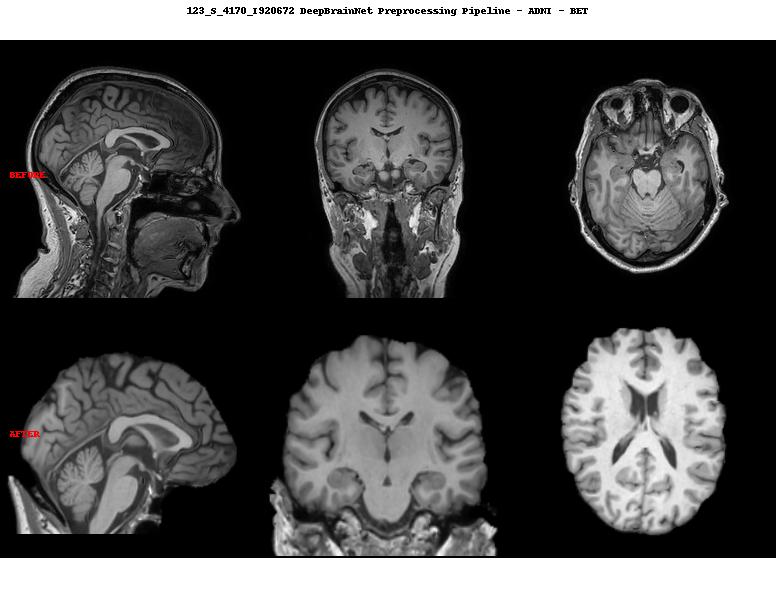 123_S_4170_I920672 DeepBrainNet Preprocessing Pipeline - ADNI - BET
BEFORE
AFTER